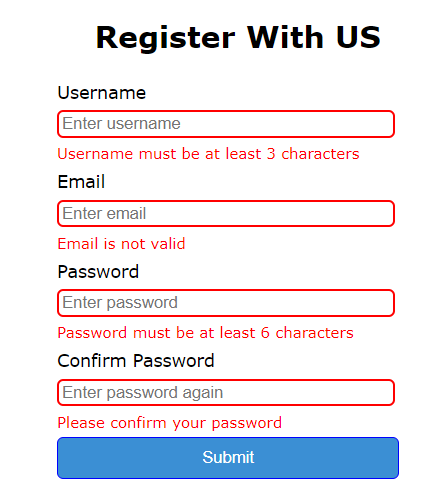 Register With US
Username
Enter username
Username must be at least 3 characters
Email
Enter email
Email is not valid
Password
Enter password
Password must be at least 6 characters
Confirm Password
Enter password again
Please confirm your password
Submit